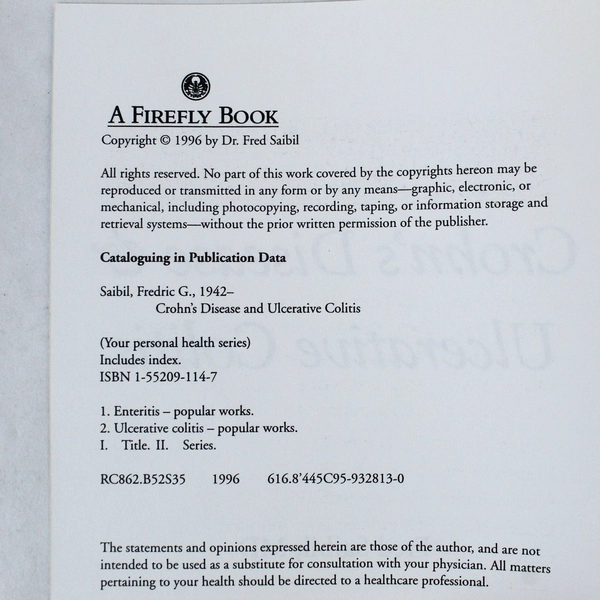 A FIREFLY BOOK
Copyright © 1996 by Dr. Fred Saibil
All rights reserved. No part of this work covered by the copyrights hereon may be
reproduced or transmitted in any form or by any means—graphic, electronic, or
mechanical, including photocopying, recording, taping, or information storage and
retrieval systems—without the prior written permission of the publisher.
Cataloguing in Publication Data
Saibil, Fredric G., 1942–
Crohn's Disease and Ulcerative Colitis
(Your personal health series)
Includes index.
ISBN 1-55209-114-7
1. Enteritis – popular works.
2. Ulcerative colitis – popular works.
I. Title. II. Series.
RC862.B52S35 1996 616.8'445C95-932813-0
The statements and opinions expressed herein are those of the author, and are not
intended to be used as a substitute for consultation with your physician. All matters
pertaining to your health should be directed to a healthcare professional.
Crohn's Disease &
Ulcerative Colitis